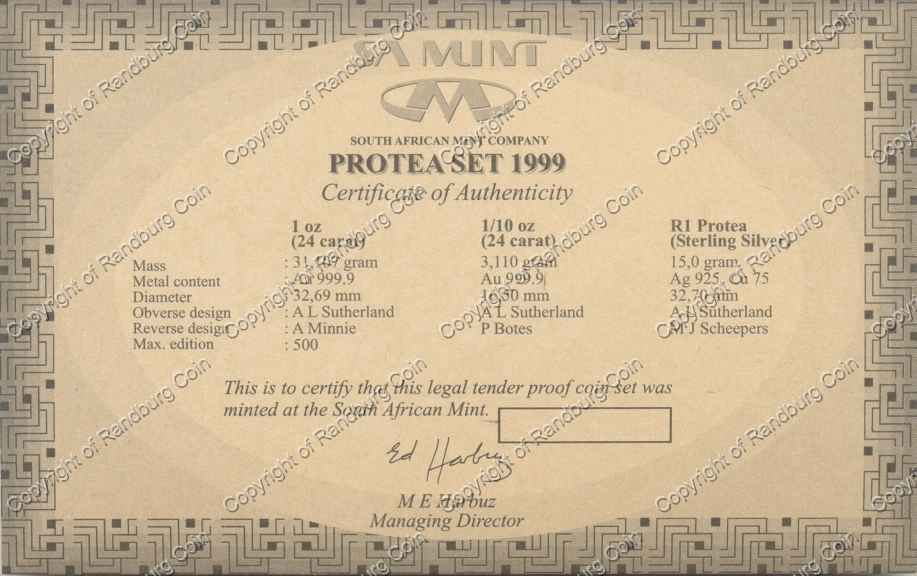 SA MINT
SOUTH AFRICAN MINT COMPANY
PROTEA SET 1999
Certificate of Authenticity
1 oz (24 carat) 1/10 oz (24 carat) R1 Protea (Sterling Silver)
Mass : 31,107 gram 3,110 gram 15,0 gram
Metal content : Au 999.9 Au 999.9 Ag 925, Cu 75
Diameter : 32,69 mm 16,50 mm 32,70 mm
Obverse design : A L Sutherland A L Sutherland A L Sutherland
Reverse design : A Minnie P Botes M J Scheepers
Max. edition : 500
This is to certify that this legal tender proof coin set was
minted at the South African Mint.
Ed Harbuz
M E Harbuz
Managing Director
Copyright of Randburg Coin